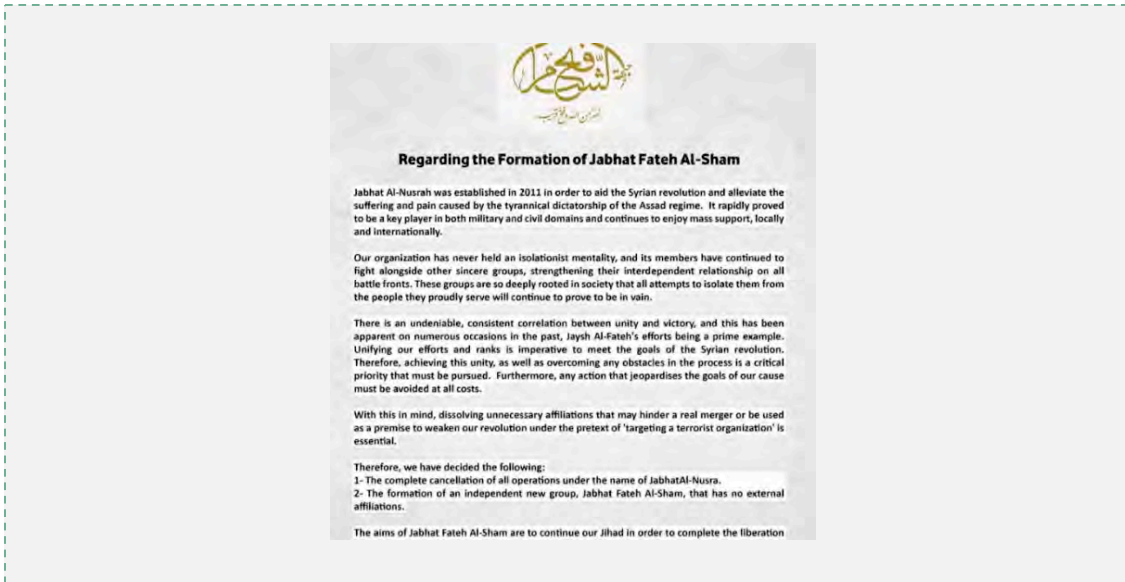 جبهة فتح الشام
نصر من الله وفتح قريب
Regarding the Formation of Jabhat Fateh Al-Sham
Jabhat Al-Nusrah was established in 2011 in order to aid the Syrian revolution and alleviate the
suffering and pain caused by the tyrannical dictatorship of the Assad regime. It rapidly proved
to be a key player in both military and civil domains and continues to enjoy mass support, locally
and internationally.
Our organization has never held an isolationist mentality, and its members have continued to
fight alongside other sincere groups, strengthening their interdependent relationship on all
battle fronts. These groups are so deeply rooted in society that all attempts to isolate them from
the people they proudly serve will continue to prove to be in vain.
There is an undeniable, consistent correlation between unity and victory, and this has been
apparent on numerous occasions in the past, Jaysh Al-Fateh's efforts being a prime example.
Unifying our efforts and ranks is imperative to meet the goals of the Syrian revolution.
Therefore, achieving this unity, as well as overcoming any obstacles in the process is a critical
priority that must be pursued. Furthermore, any action that jeopardises the goals of our cause
must be avoided at all costs.
With this in mind, dissolving unnecessary affiliations that may hinder a real merger or be used
as a premise to weaken our revolution under the pretext of 'targeting a terrorist organization' is
essential.
Therefore, we have decided the following:
1- The complete cancellation of all operations under the name of JabhatAl-Nusra.
2- The formation of an independent new group, Jabhat Fateh Al-Sham, that has no external
affiliations.
The aims of Jabhat Fateh Al-Sham are to continue our Jihad in order to complete the liberation